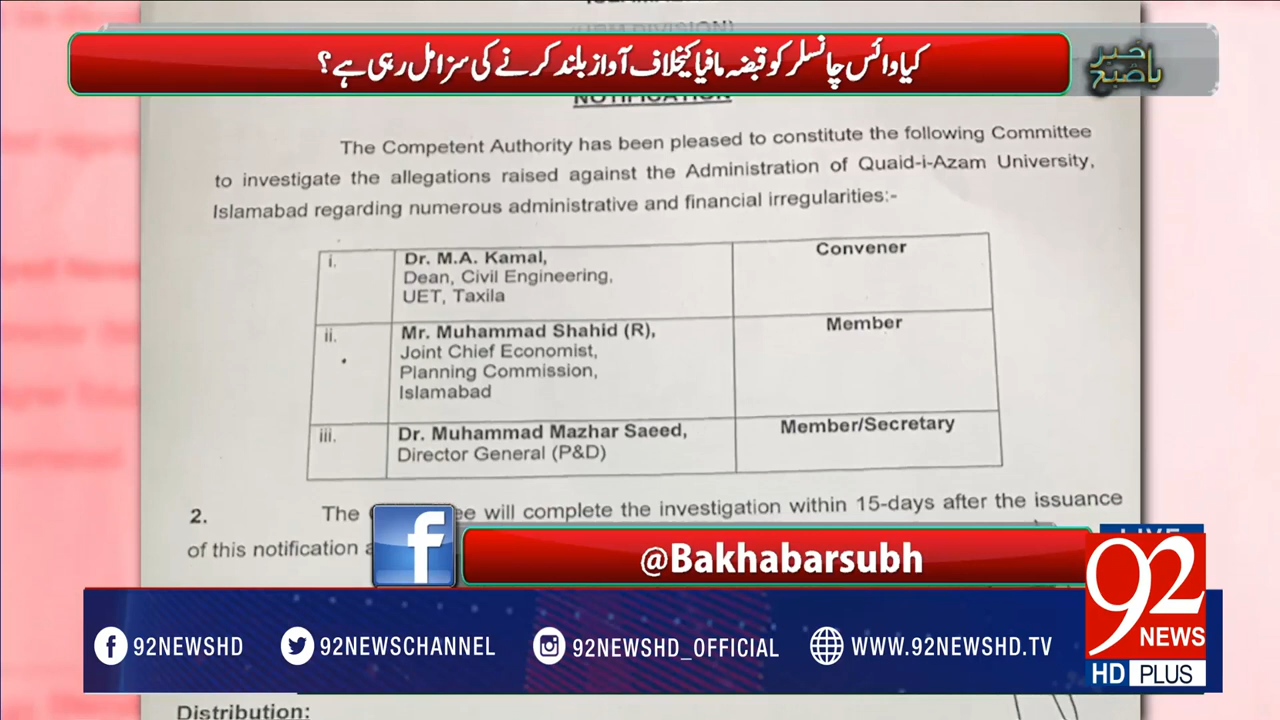 کیا وائس چانسلر کو قبضہ مافیا کیخلاف آواز بلند کرنے کی سزا مل رہی ہے؟
باخبر صبح
NOTIFICATION
The Competent Authority has been pleased to constitute the following Committee
to investigate the allegations raised against the Administration of Quaid-i-Azam University,
Islamabad regarding numerous administrative and financial irregularities:-
i. Dr. M.A. Kamal, Convener
Dean, Civil Engineering,
UET, Taxila
ii. Mr. Muhammad Shahid (R), Member
Joint Chief Economist,
Planning Commission,
Islamabad
iii. Dr. Muhammad Mazhar Saeed, Member/Secretary
Director General (P&D)
2. The will complete the investigation within 15-days after the issuance
of this notification
f @Bakhabarsubh
LIVE
92
NEWS
HD PLUS
92NEWSHD 92NEWSCHANNEL 92NEWSHD_OFFICIAL WWW.92NEWSHD.TV
Distribution: